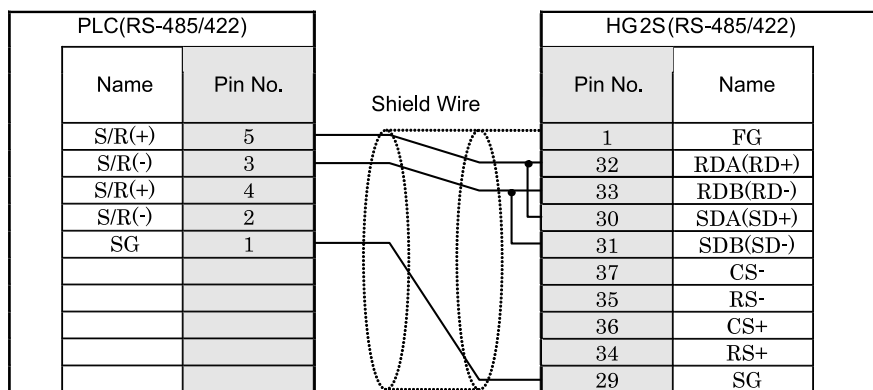 PLC(RS-485/422)
Name Pin No.
S/R(+) 5
S/R(-) 3
S/R(+) 4
S/R(-) 2
SG 1
Shield Wire
HG2S(RS-485/422)
Pin No. Name
1 FG
32 RDA(RD+)
33 RDB(RD-)
30 SDA(SD+)
31 SDB(SD-)
37 CS-
35 RS-
36 CS+
34 RS+
29 SG